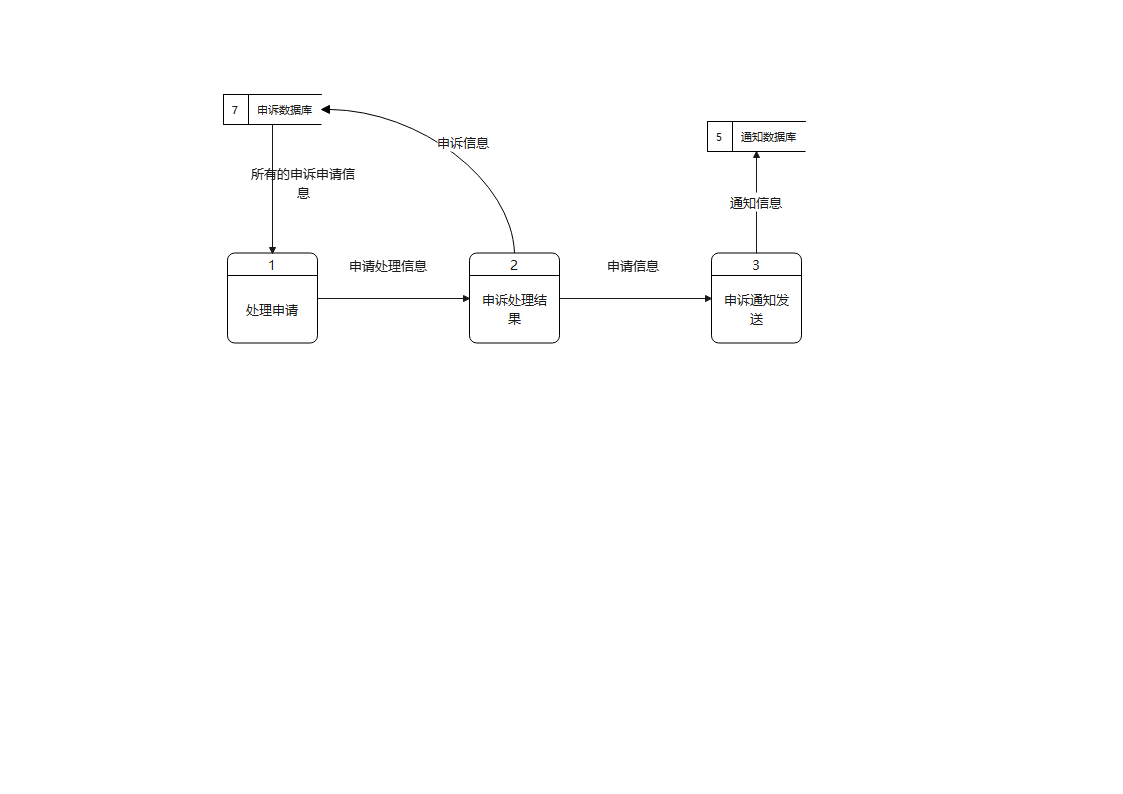 7 申诉数据库
申诉信息
5 通知数据库
所有的申诉申请信
息
通知信息
1
申请处理信息
2
申请信息
3
处理申请
申诉处理结
果
申诉通知发
送